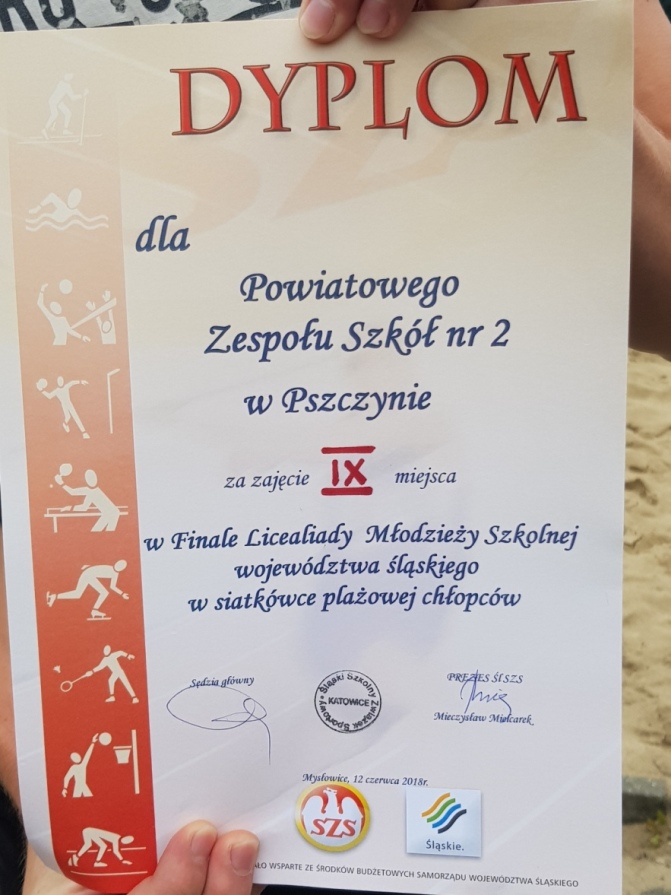 DYPLOM
dla
Powiatowego
Zespołu Szkół nr 2
w Pszczynie
za zajęcie IX miejsca
w Finale Licealiady Młodzieży Szkolnej
województwa śląskiego
w siatkówce plażowej chłopców
Sędzia główny
Śląski Szkolny Związek Sportowy
KATOWICE
PREZES ŚLSZS
Mieczysław Mielcarek
Mysłowice, 12 czerwca 2018r.
SZS
Śląskie.
WSPARTE ZE ŚRODKÓW BUDŻETOWYCH SAMORZĄDU WOJEWÓDZTWA ŚLĄSKIEGO